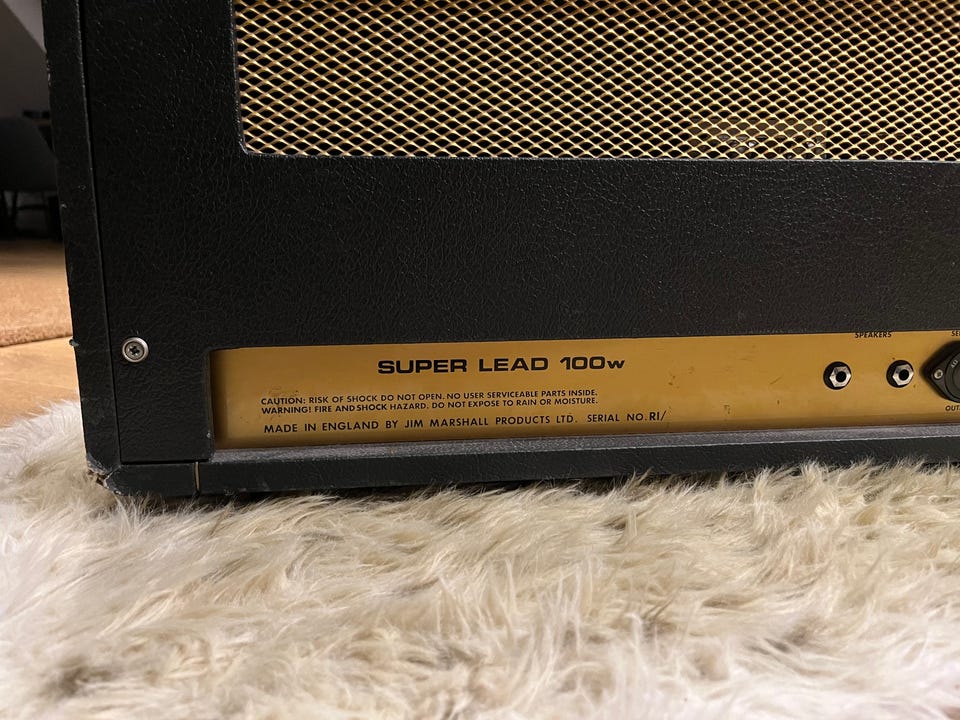 SPEAKERS
SUPER LEAD 100w
CAUTION: RISK OF SHOCK DO NOT OPEN. NO USER SERVICEABLE PARTS INSIDE.
WARNING! FIRE AND SHOCK HAZARD. DO NOT EXPOSE TO RAIN OR MOISTURE.
MADE IN ENGLAND BY JIM MARSHALL PRODUCTS LTD. SERIAL NO. RI/